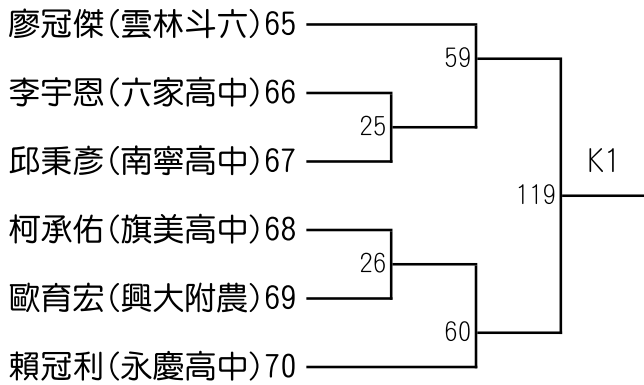 廖冠傑(雲林斗六)65
59
李宇恩(六家高中)66
25
邱秉彥(南寧高中)67
K1
119
柯承佑(旗美高中)68
26
歐育宏(興大附農)69
60
賴冠利(永慶高中)70